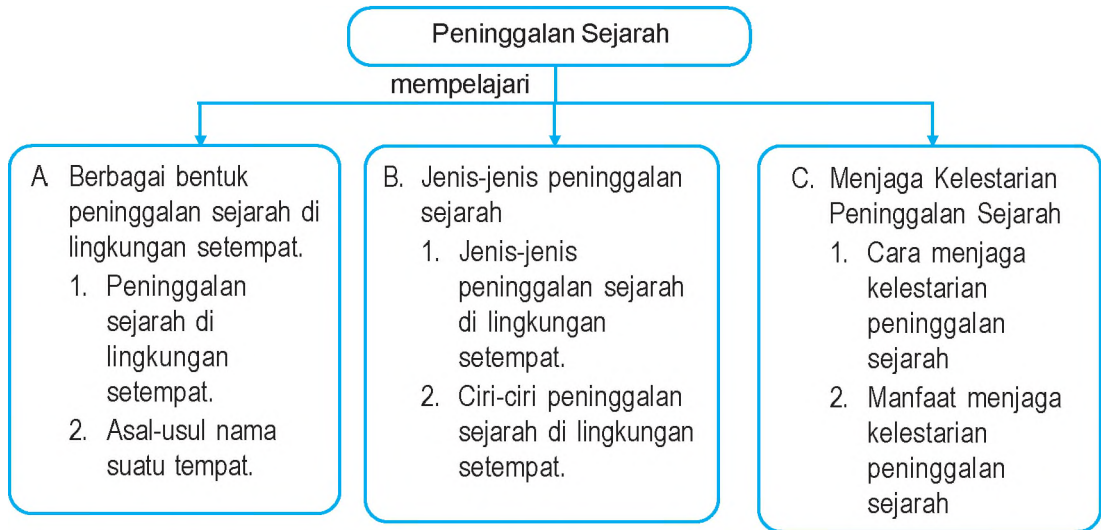 Peninggalan Sejarah
mempelajari
A Berbagai bentuk
peninggalan sejarah di
lingkungan setempat.
1. Peninggalan
sejarah di
lingkungan
setempat.
2. Asal-usul nama
suatu tempat.
B. Jenis-jenis peninggalan
sejarah
1. Jenis-jenis
peninggalan sejarah
di lingkungan
setempat.
2. Ciri-ciri peninggalan
sejarah di lingkungan
setempat.
C. Menjaga Kelestarian
Peninggalan Sejarah
1. Cara menjaga
kelestarian
peninggalan
sejarah
2. Manfaat menjaga
kelestarian
peninggalan
sejarah